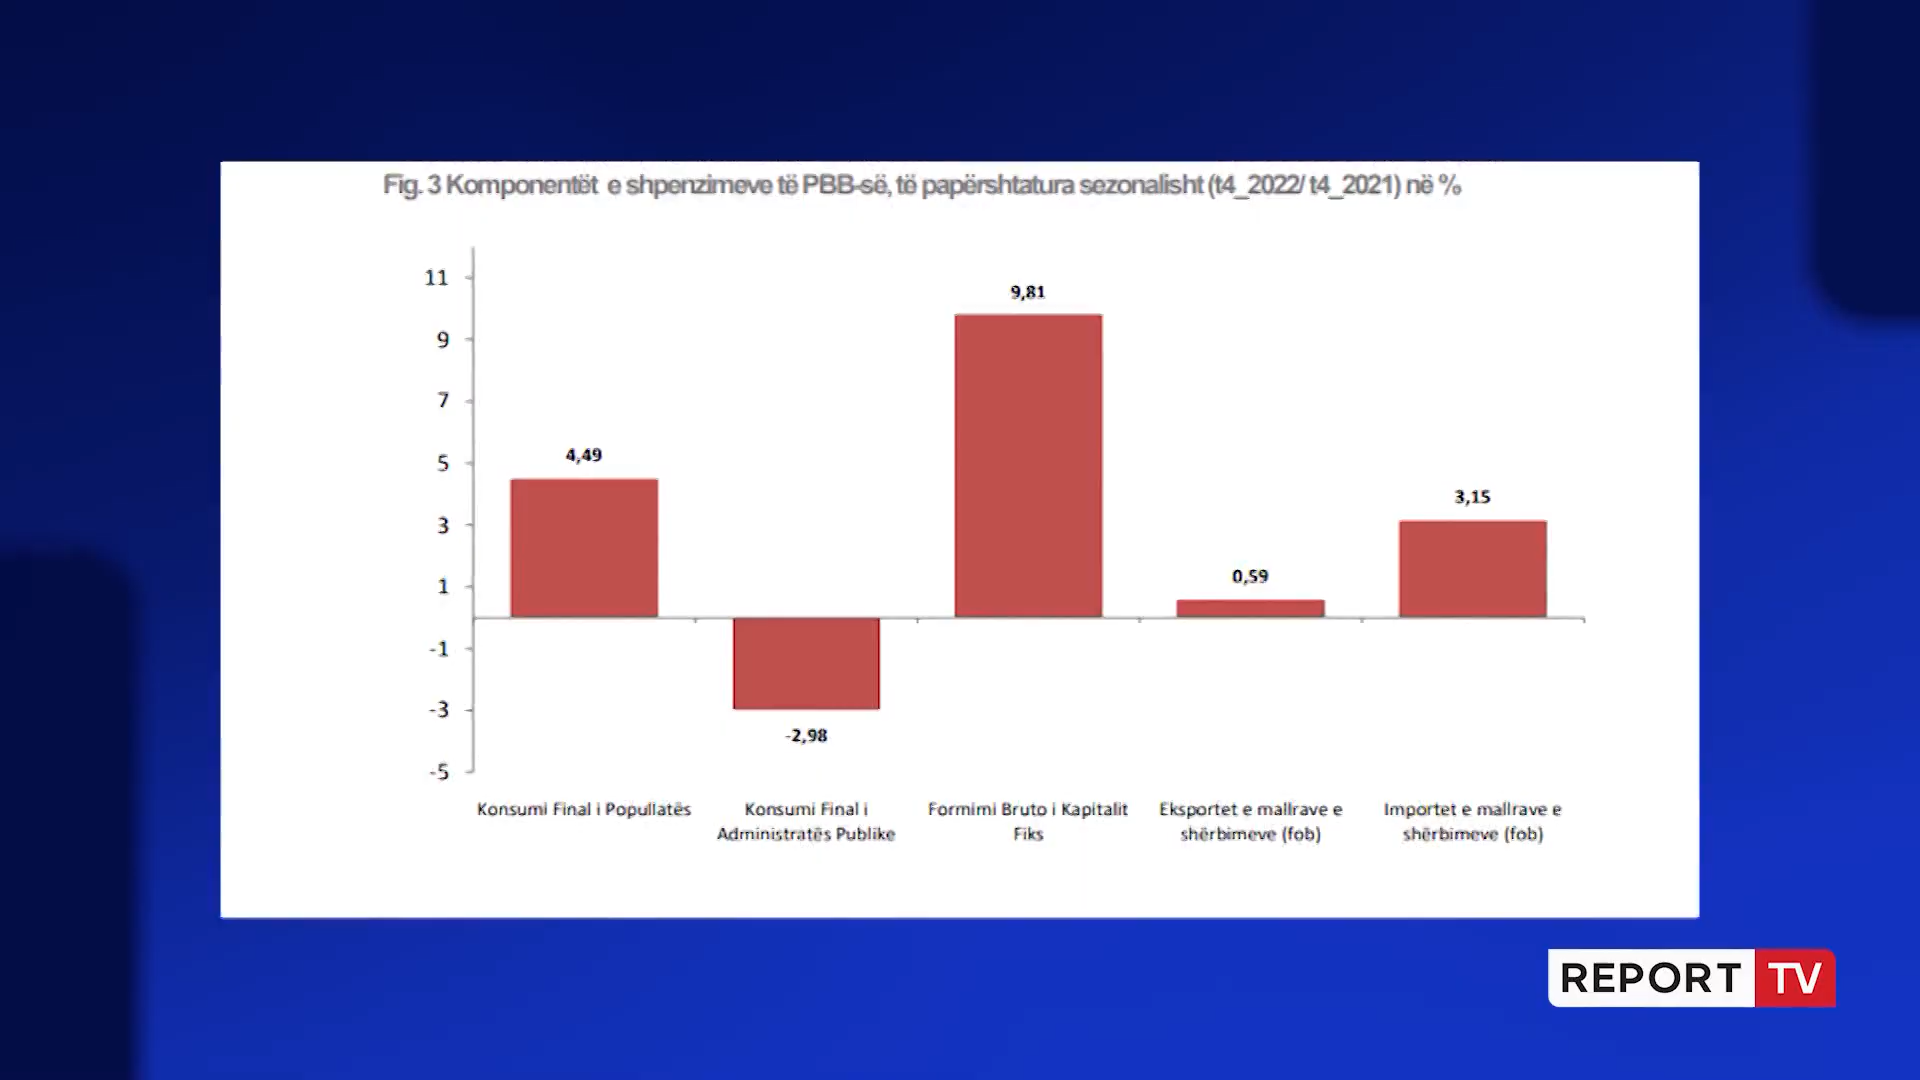 Fig. 3 Komponentët e shpenzimeve të PBB-së, të papërshtatura sezonalisht (t4_2022/ t4_2021) në %
11
9
7
5
3
1
-1
-3
-5
4,49
-2,98
9,81
0,59
3,15
Konsumi Final i Popullatës
Konsumi Final i
Administratës Publike
Formimi Bruto i Kapitalit
Fiks
Eksportet e mallrave e
shërbimeve (fob)
Importet e mallrave e
shërbimeve (fob)
REPORT TV